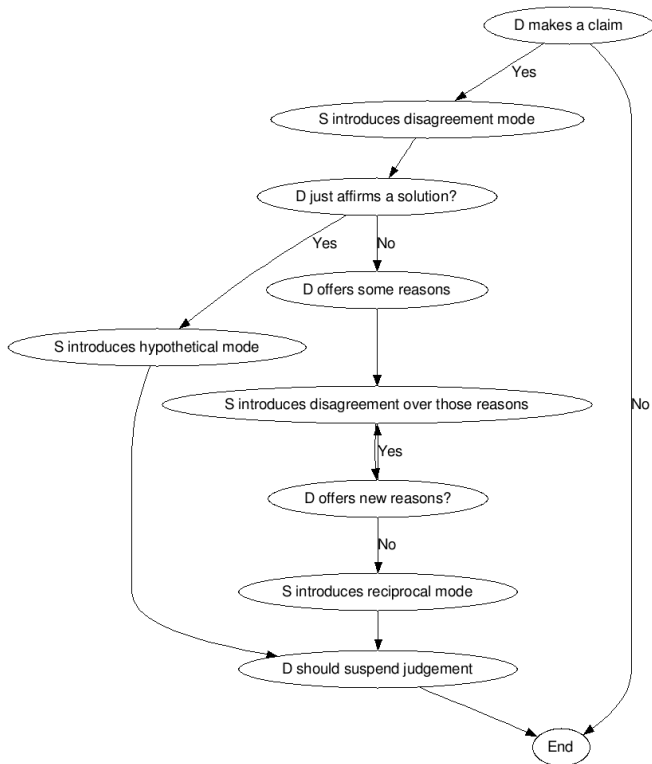 D makes a claim
Yes
S introduces disagreement mode
D just affirms a solution?
Yes
No
D offers some reasons
S introduces hypothetical mode
S introduces disagreement over those reasons
No
Yes
D offers new reasons?
No
S introduces reciprocal mode
D should suspend judgement
End